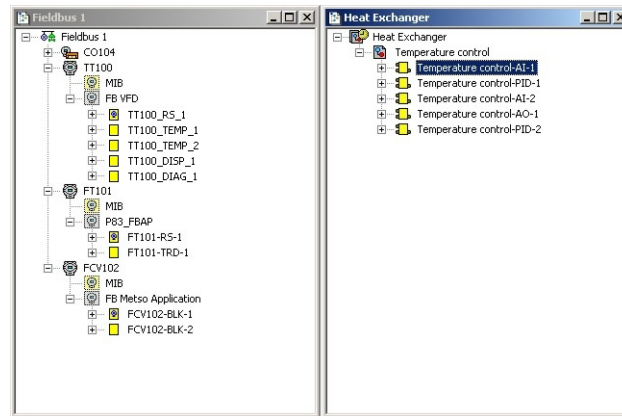 Fieldbus 1
Fieldbus 1
CO104
TT100
MIB
FB VFD
TT100_RS_1
TT100_TEMP_1
TT100_TEMP_2
TT100_DISP_1
TT100_DIAG_1
FT101
MIB
P83_FBAP
FT101-RS-1
FT101-TRD-1
FCV102
MIB
FB Metso Application
FCV102-BLK-1
FCV102-BLK-2
Heat Exchanger
Heat Exchanger
Temperature control
Temperature control-AI-1
Temperature control-PID-1
Temperature control-AI-2
Temperature control-AO-1
Temperature control-PID-2